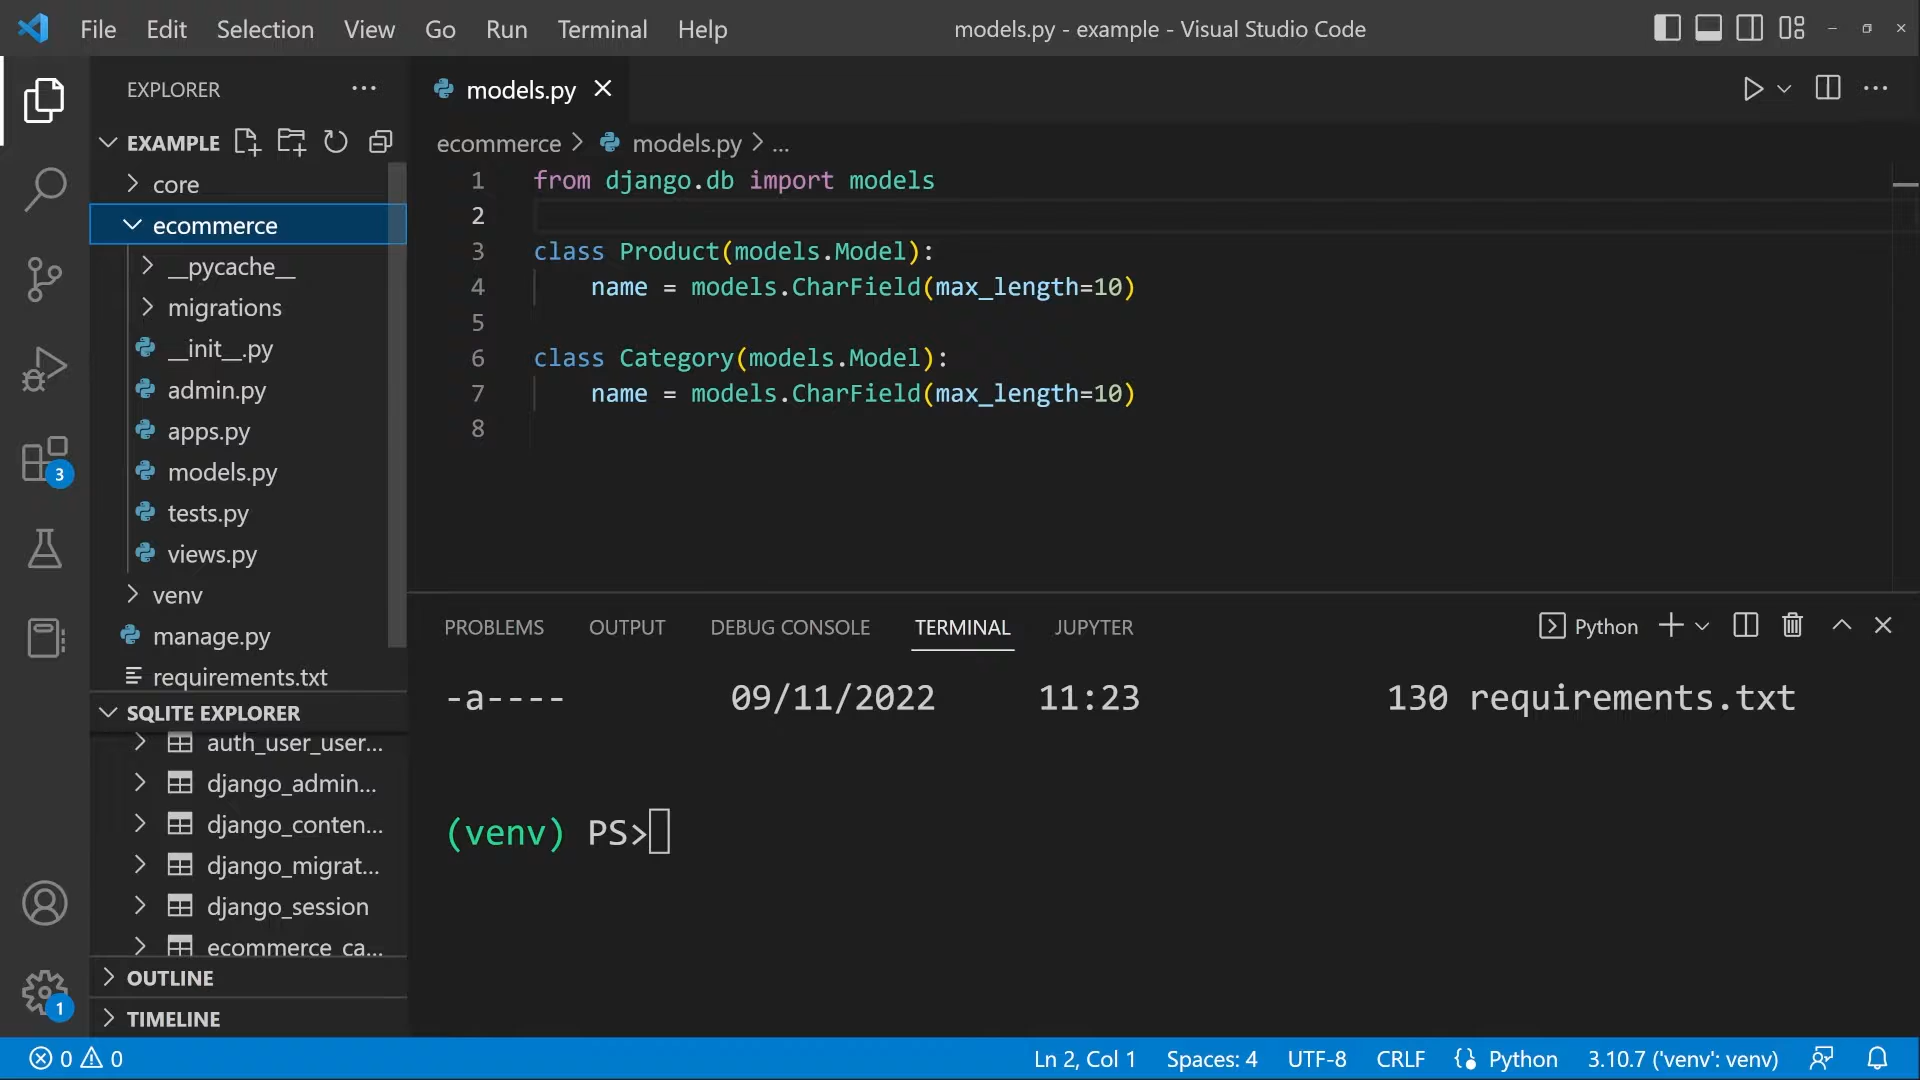 File Edit Selection View Go Run Terminal Help
models.py - example - Visual Studio Code
EXPLORER
EXAMPLE
core
ecommerce
__pycache__
migrations
__init__.py
admin.py
apps.py
models.py
tests.py
views.py
venv
manage.py
requirements.txt
SQLITE EXPLORER
auth_user_user...
django_admin...
django_conten...
django_migrat...
django_session
ecommerce_ca...
OUTLINE
TIMELINE
3
1
models.py
ecommerce > models.py > ...
1 from django.db import models
2
3 class Product(models.Model):
4 name = models.CharField(max_length=10)
5
6 class Category(models.Model):
7 name = models.CharField(max_length=10)
8
PROBLEMS OUTPUT DEBUG CONSOLE TERMINAL JUPYTER
Python
-a---- 09/11/2022 11:23 130 requirements.txt
(venv) PS>
0 0
Ln 2, Col 1 Spaces: 4 UTF-8 CRLF Python 3.10.7 ('venv': venv)